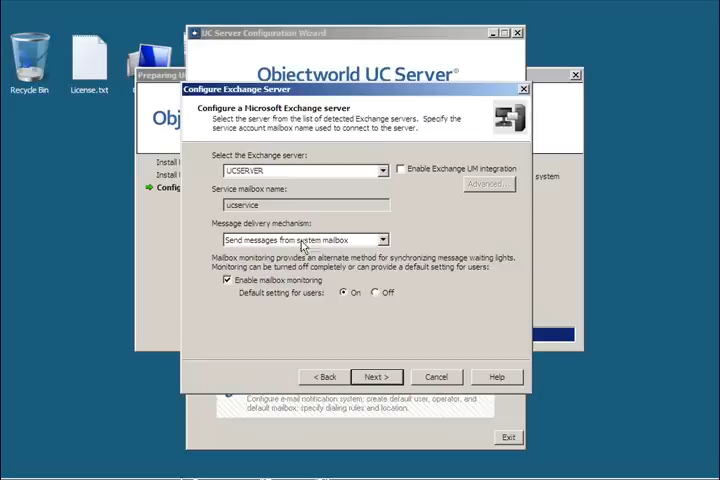 UC Server Configuration Wizard
Recycle Bin
License.txt
Preparing U
Objectworld UC Server®
Obj
Configure Exchange Server
Configure a Microsoft Exchange server
Select the server from the list of detected Exchange servers. Specify the
service account mailbox name used to connect to the server.
Install
Install
Config
system
Select the Exchange server:
UCSERVER
Enable Exchange UM integration
Advanced...
Service mailbox name:
ucservice
Message delivery mechanism:
Send messages from system mailbox
Mailbox monitoring provides an alternate method for synchronizing message waiting lights.
Monitoring can be turned off completely or can provide a default setting for users:
Enable mailbox monitoring
Default setting for users:
On
Off
< Back
Next >
Cancel
Help
Configure e-mail notification system; create default user, operator, and
default mailbox; specify dialing rules and location.
Exit